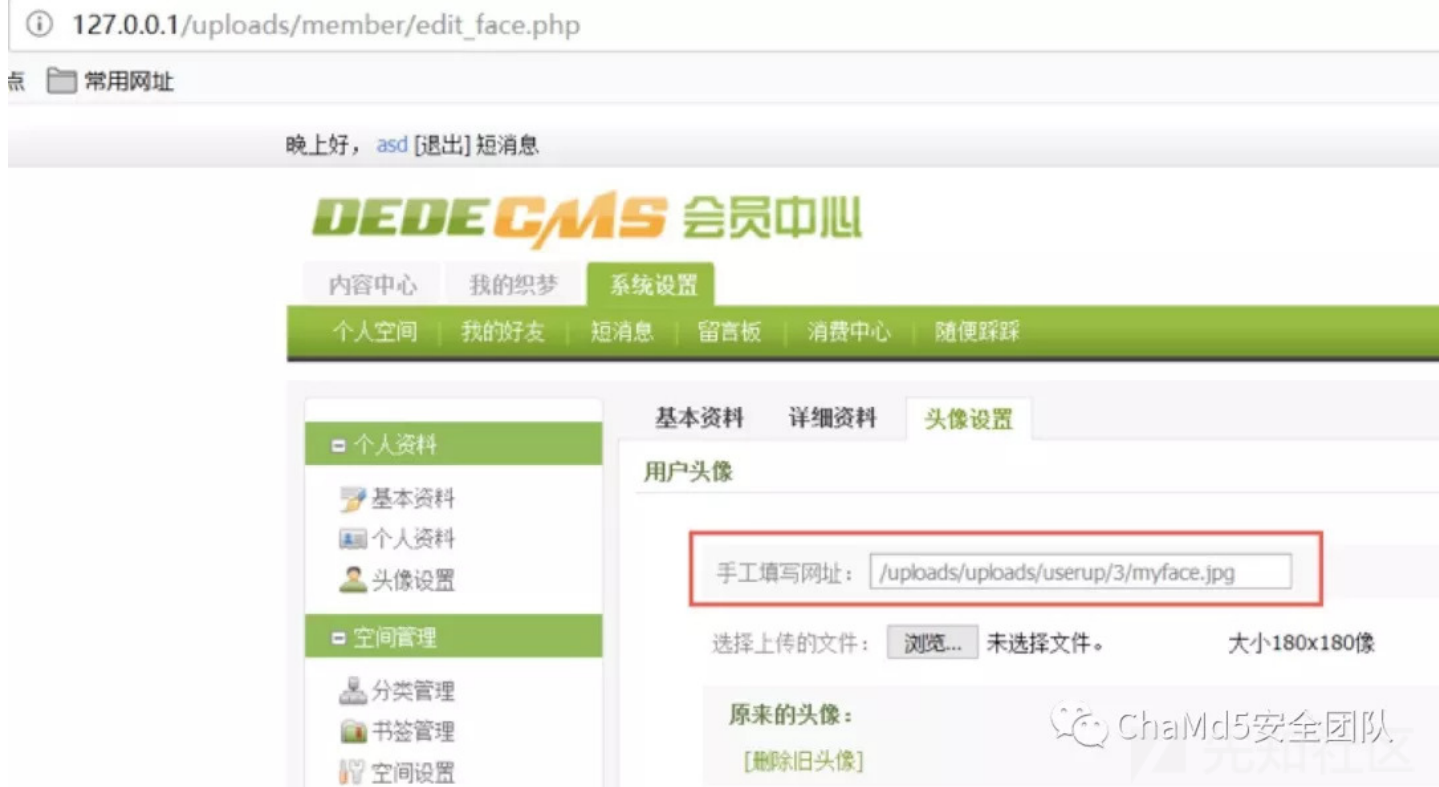 127.0.0.1/uploads/member/edit_face.php
点 常用网址
晚上好， asd [退出] 短消息
DEDECMS 会员中心
内容中心 我的织梦 系统设置
个人空间 我的好友 短消息 留言板 消费中心 随便踩踩
基本资料 详细资料 头像设置
个人资料
用户头像
基本资料
个人资料
手工填写网址： /uploads/uploads/userup/3/myface.jpg
头像设置
空间管理
选择上传的文件： 浏览... 未选择文件。 大小180x180像
分类管理
原来的头像：
书签管理
[删除旧头像]
空间设置
ChaMd5安全团队
先知社区